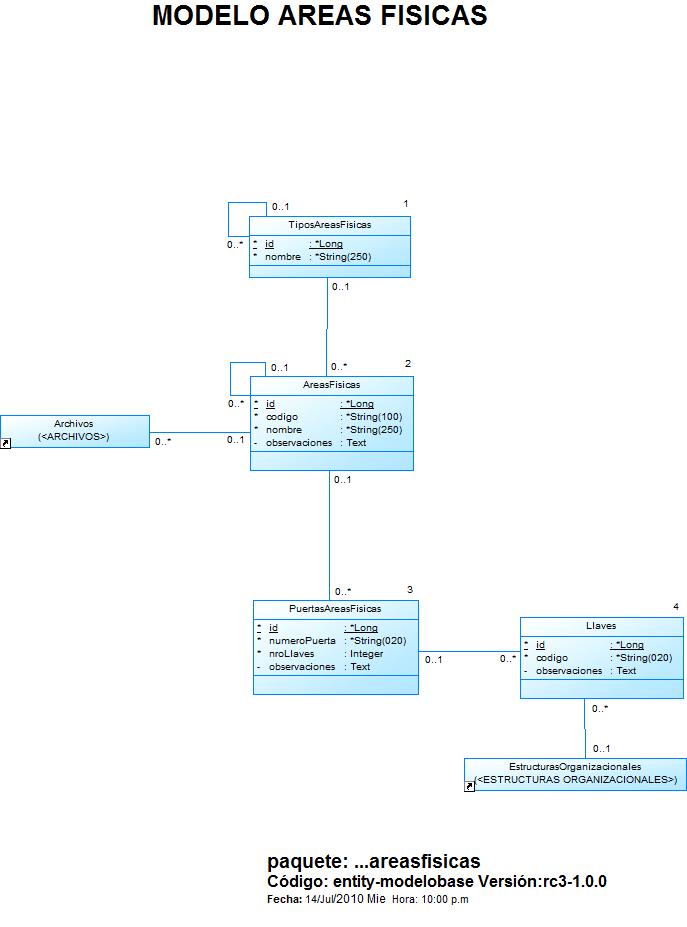 MODELO AREAS FISICAS
0..1 1
TiposAreasFisicas
0..* * id : *Long
* nombre : *String(250)
0..1
0..* 2
0..1
AreasFisicas
0..* * id : *Long
* codigo : *String(100)
* nombre : *String(250)
- observaciones : Text
Archivos
(<ARCHIVOS>)
0..* 0..1
0..1
0..* 3
PuertasAreasFisicas
* id : *Long
* numeroPuerta : *String(020)
* nroLlaves : Integer
- observaciones : Text
4
Llaves
* id : *Long
* codigo : *String(020)
- observaciones : Text
0..1 0..*
0..*
0..1
EstructurasOrganizacionales
(<ESTRUCTURAS ORGANIZACIONALES>)
paquete: ...areasfisicas
Código: entity-modelobase Versión:rc3-1.0.0
Fecha: 14/Jul/2010 Mie Hora: 10:00 p.m